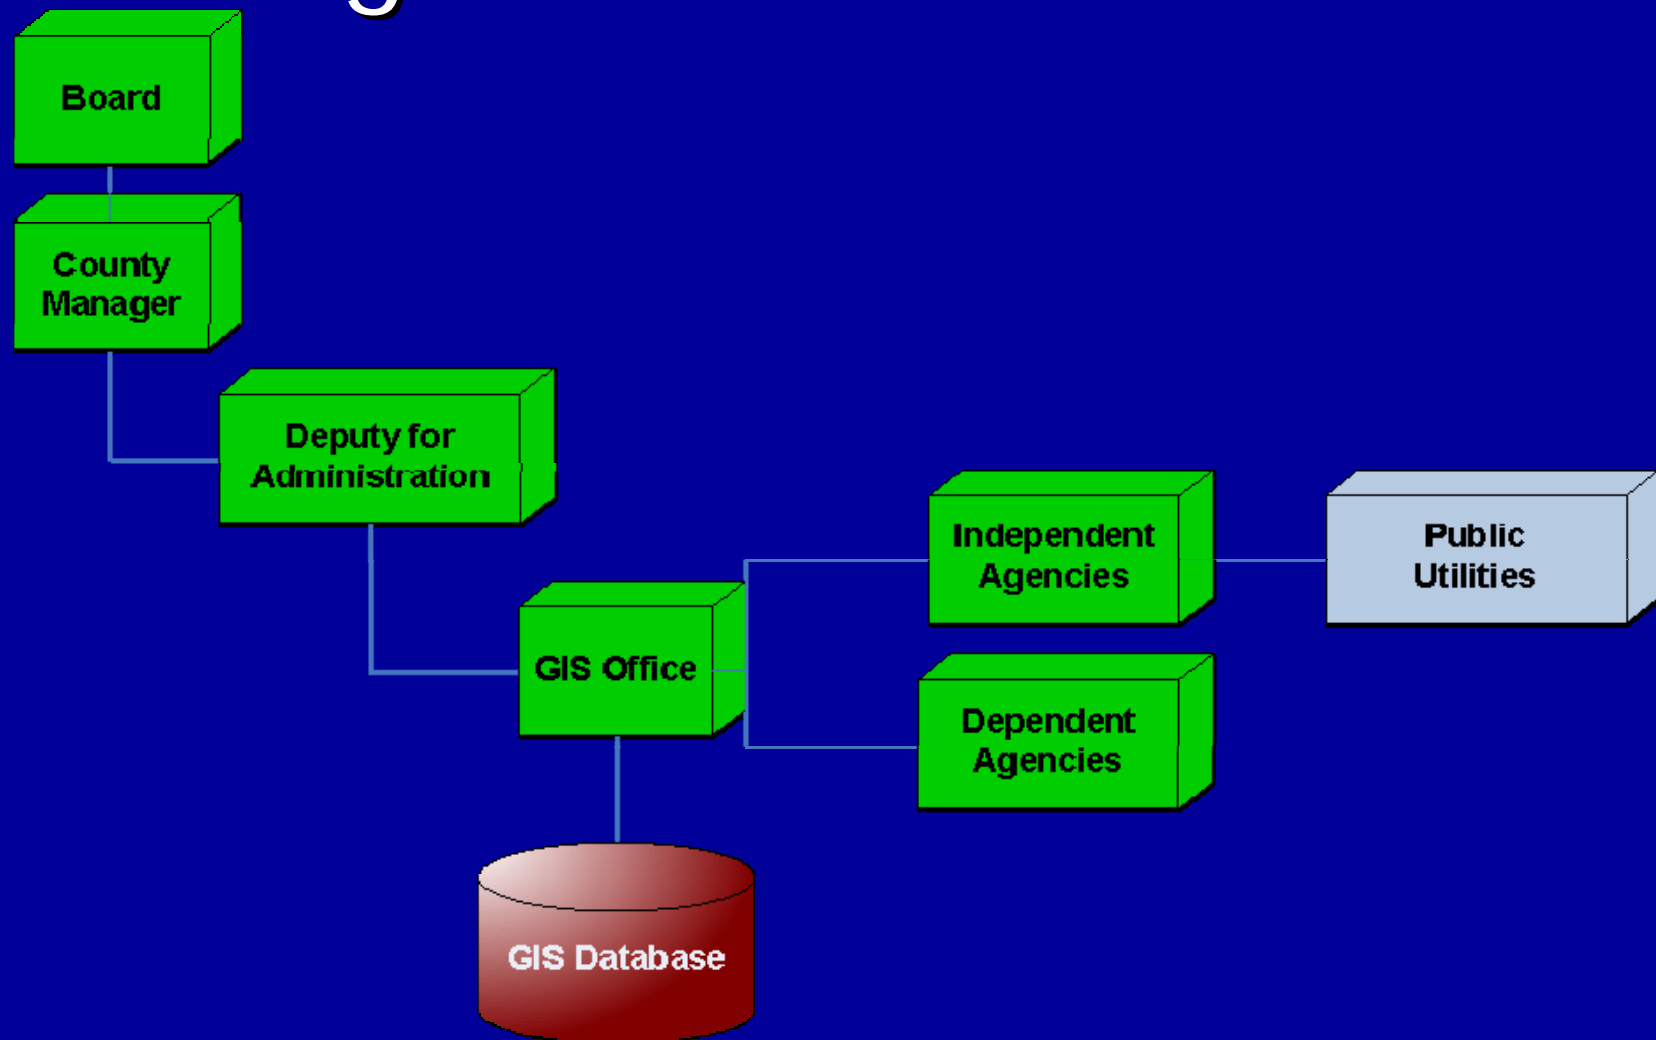 Board
County
Manager
Deputy for
Administration
Independent
Agencies
Public
Utilities
GIS Office
Dependent
Agencies
GIS Database